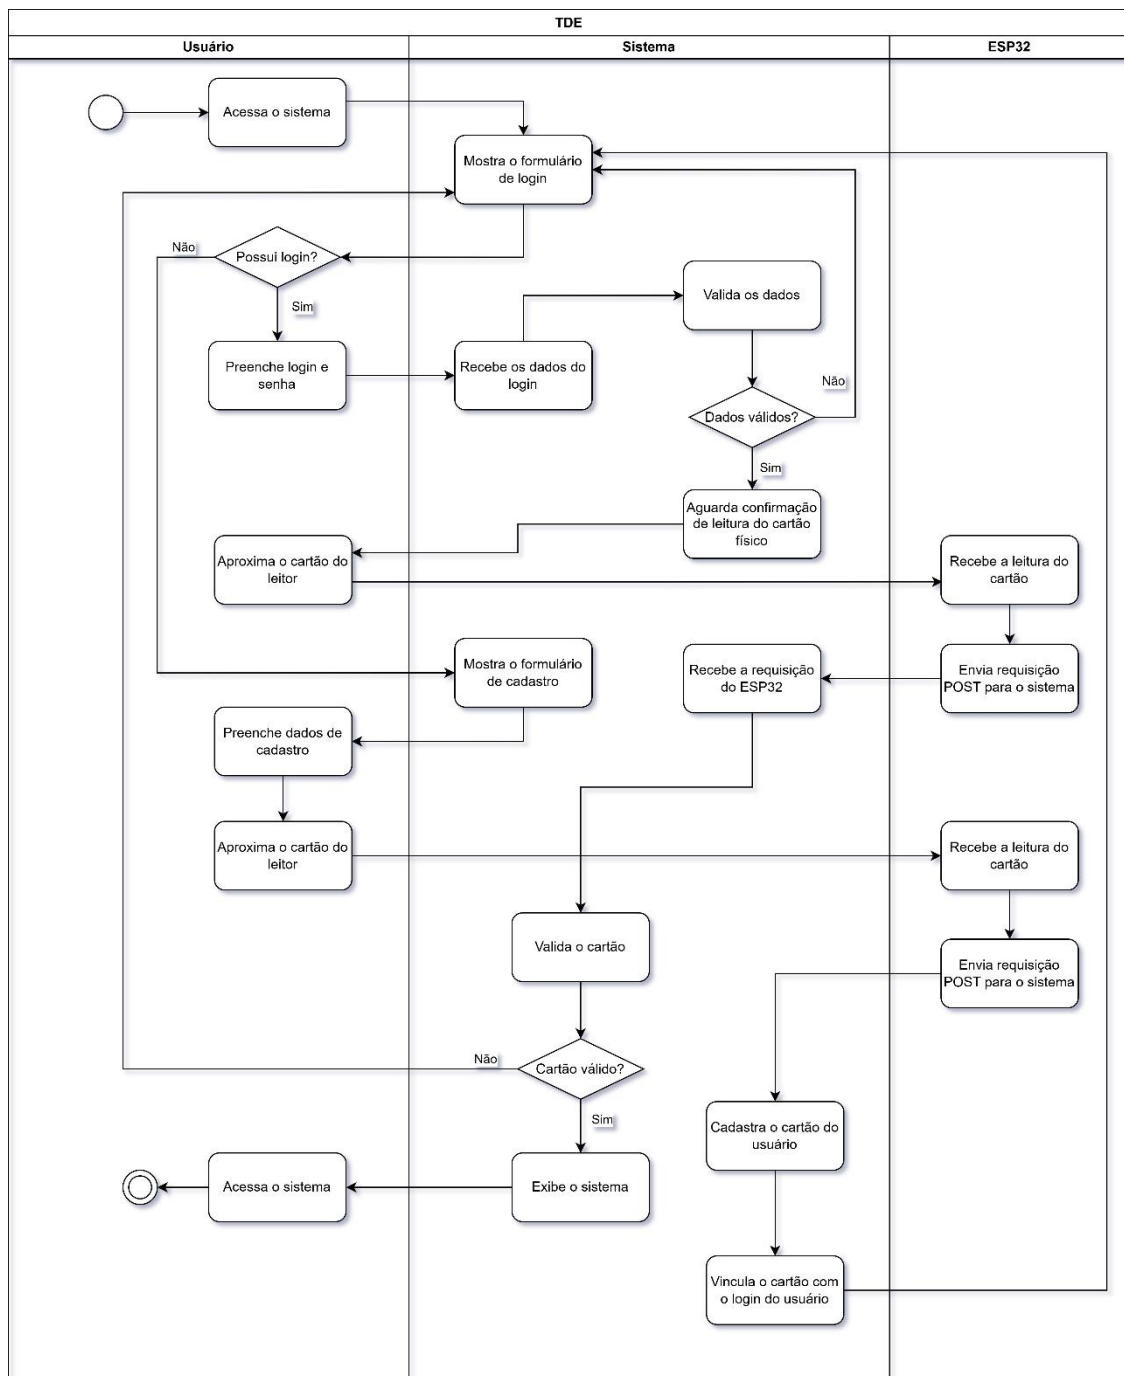 TDE
Usuário
Sistema
ESP32
Acessa o sistema
Mostra o formulário
de login
Não
Possui login?
Sim
Valida os dados
Preenche login e
senha
Recebe os dados do
login
Não
Dados válidos?
Sim
Aguarda confirmação
de leitura do cartão
físico
Aproxima o cartão do
leitor
Recebe a leitura do
cartão
Mostra o formulário
de cadastro
Recebe a requisição
do ESP32
Envia requisição
POST para o sistema
Preenche dados de
cadastro
Aproxima o cartão do
leitor
Recebe a leitura do
cartão
Valida o cartão
Envia requisição
POST para o sistema
Não
Cartão válido?
Sim
Cadastra o cartão do
usuário
Acessa o sistema
Exibe o sistema
Vincula o cartão com
o login do usuário